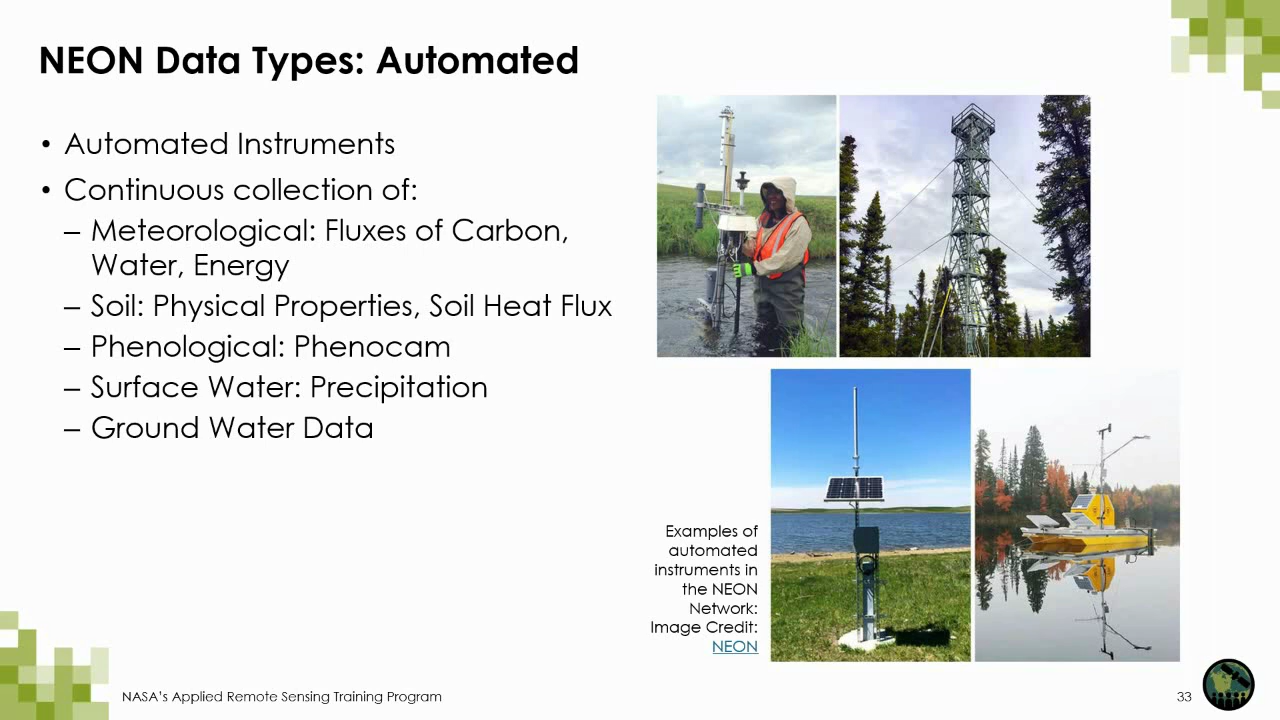 NEON Data Types: Automated
• Automated Instruments
• Continuous collection of:
– Meteorological: Fluxes of Carbon,
Water, Energy
– Soil: Physical Properties, Soil Heat Flux
– Phenological: Phenocam
– Surface Water: Precipitation
– Ground Water Data
Examples of
automated
instruments in
the NEON
Network:
Image Credit:
NEON
NASA's Applied Remote Sensing Training Program
33